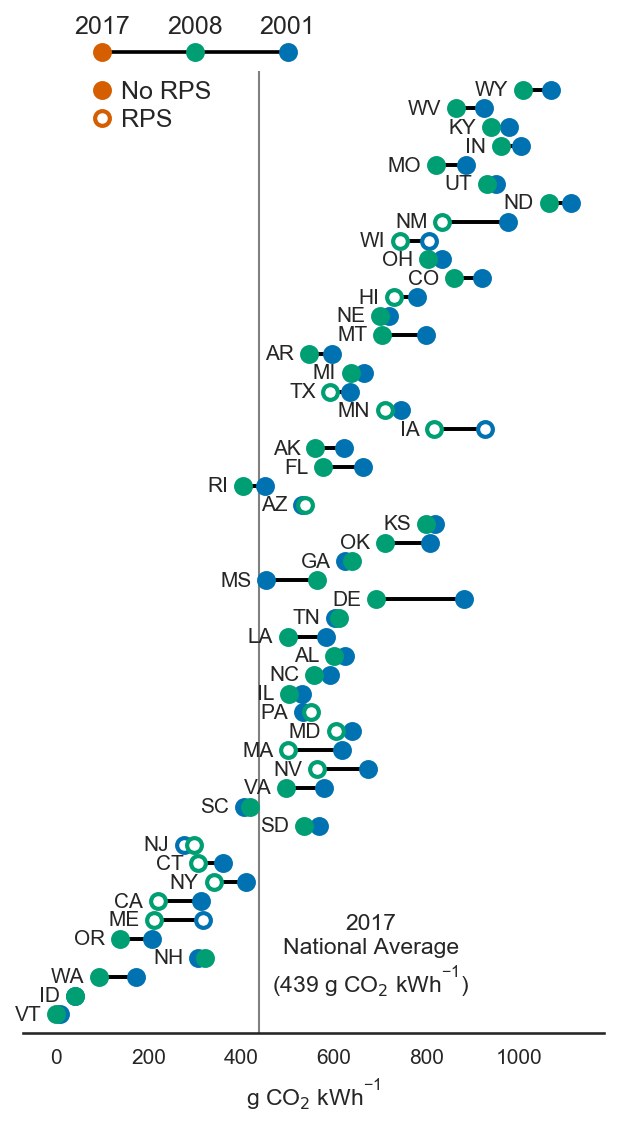 2017 2008 2001
No RPS
RPS
WY
WV
KY
IN
MO
UT
ND
NM
WI
OH
CO
HI
NE
MT
AR
MI
TX
MN
IA
AK
FL
RI
AZ
KS
OK
GA
MS
DE
TN
LA
AL
NC
IL
PA
MD
MA
NV
VA
SC
SD
NJ
CT
NY
CA
ME
OR
NH
WA
ID
VT
2017
National Average
(439 g CO₂ kWh⁻¹)
0 200 400 600 800 1000
g CO₂ kWh⁻¹